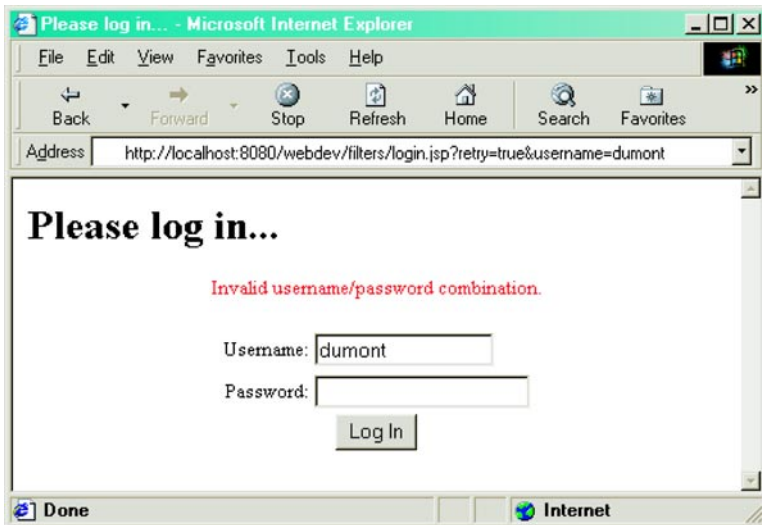 Please log in... - Microsoft Internet Explorer
File Edit View Favorites Tools Help
Back Forward Stop Refresh Home Search Favorites »
Address http://localhost:8080/webdev/filters/login.jsp?retry=true&username=dumont
Please log in...
Invalid username/password combination.
Username: dumont
Password:
Log In
Done Internet